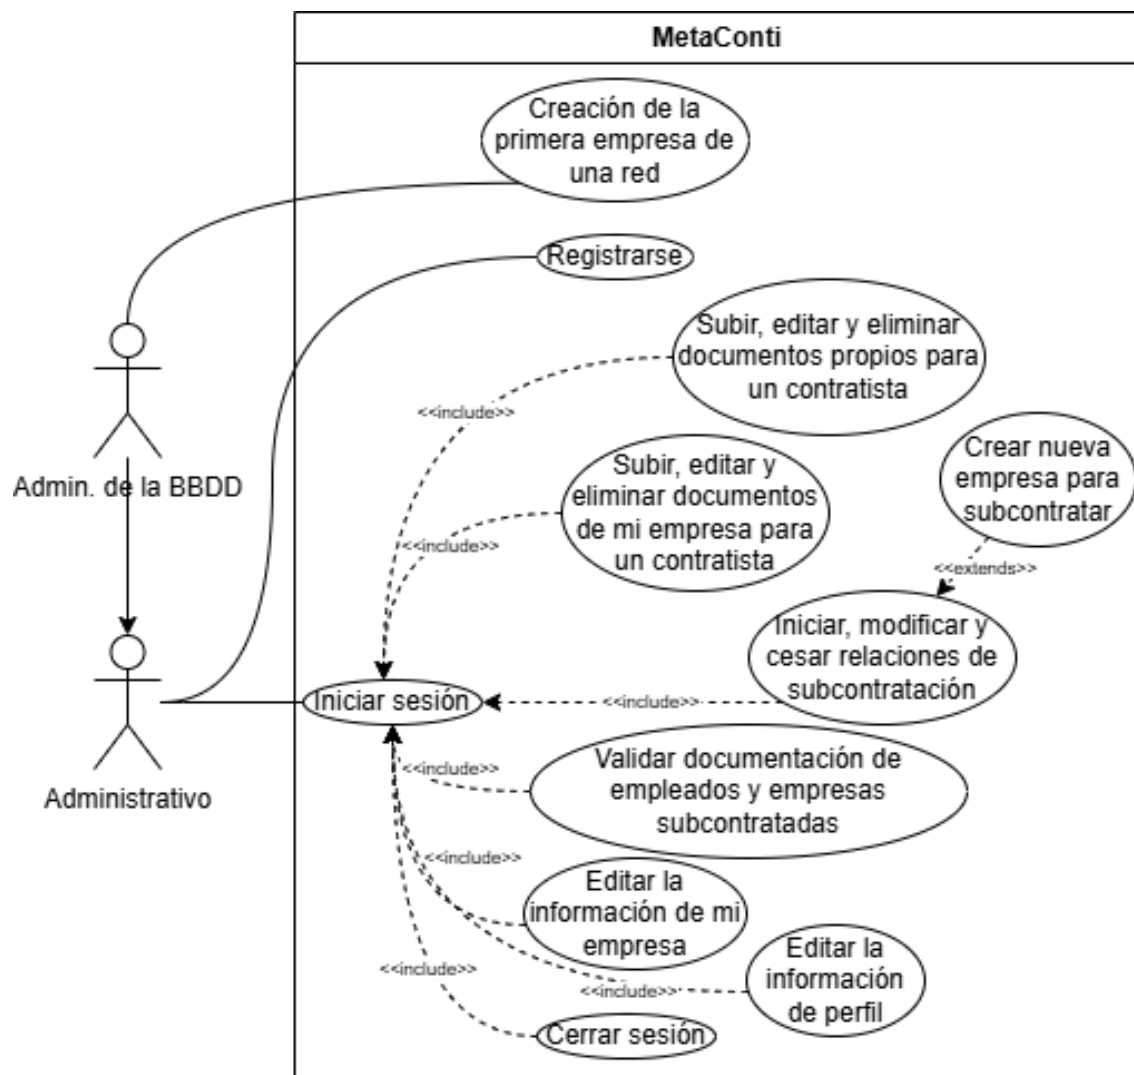 MetaConti
Creación de la
primera empresa de
una red
Registrarse
Subir, editar y eliminar
documentos propios para
un contratista
<<include>>
Crear nueva
empresa para
subcontratar
Subir, editar y
eliminar documentos
de mi empresa para
un contratista
<<include>>
Admin. de la BBDD
<<extends>>
Iniciar, modificar y
cesar relaciones de
subcontratación
Iniciar sesión
<<include>>
Administrativo
<<include>>
Validar documentación de
empleados y empresas
subcontratadas
<<include>>
Editar la
información de mi
empresa
Editar la
información
de perfil
<<include>>
<<include>>
Cerrar sesión